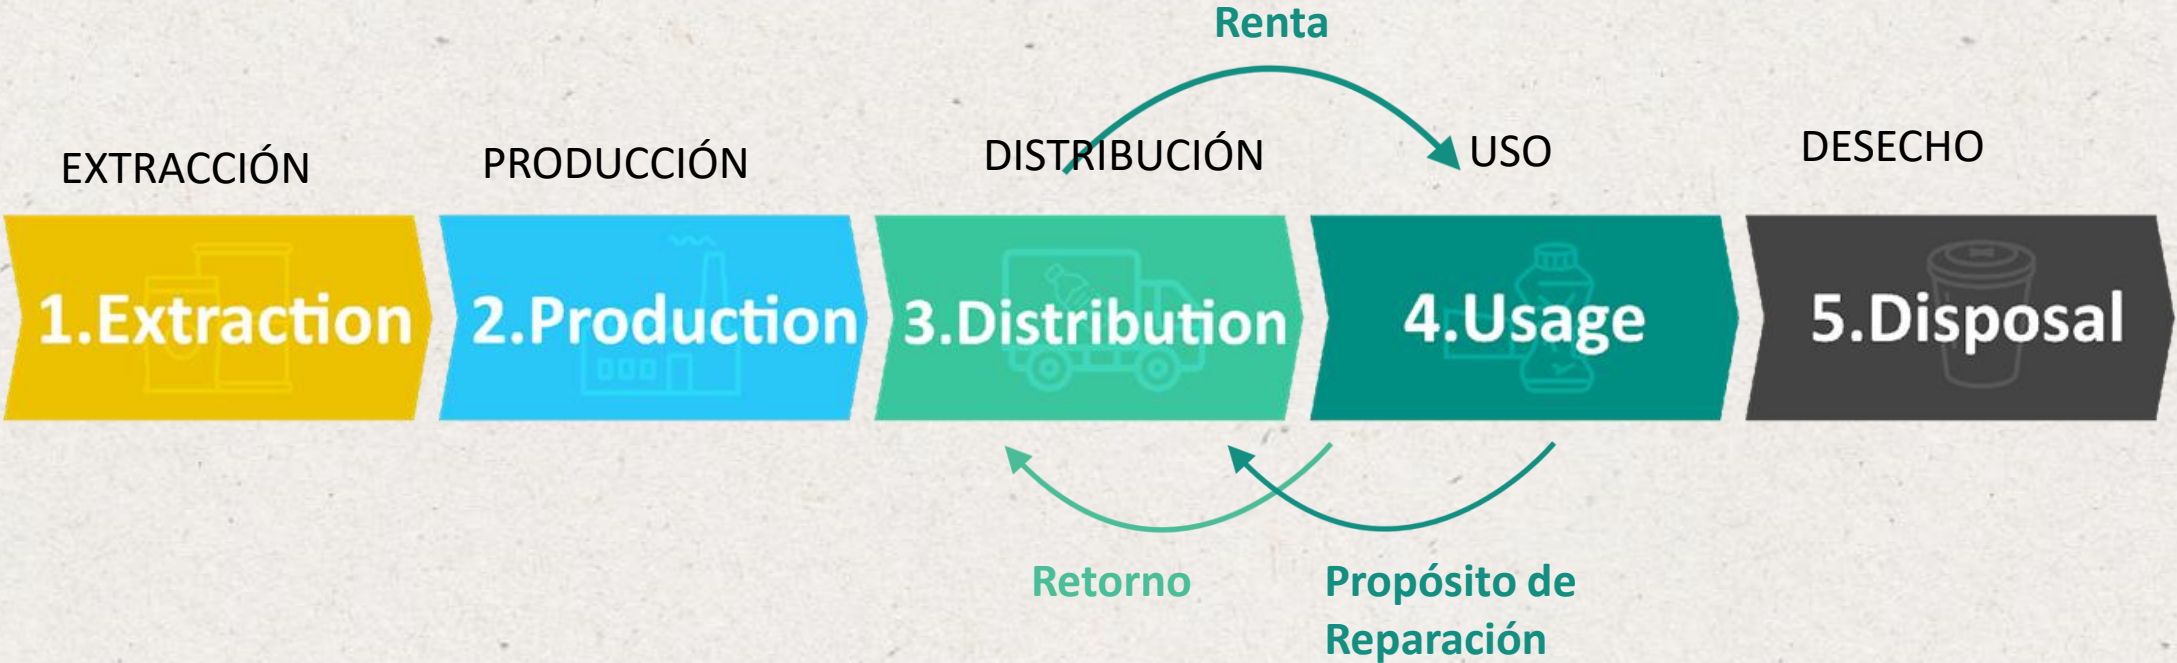 Renta
EXTRACCIÓN
PRODUCCIÓN
DISTRIBUCIÓN
USO
DESECHO
1.Extraction
2.Production
3.Distribution
4.Usage
5.Disposal
Retorno
Propósito de
Reparación